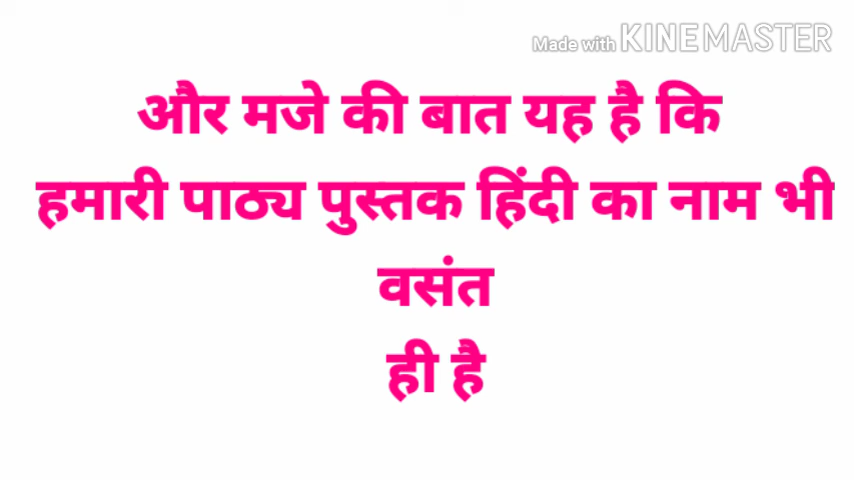 Made with KINEMASTER
और मजे की बात यह है कि
हमारी पाठ्य पुस्तक हिंदी का नाम भी
वसंत
ही है